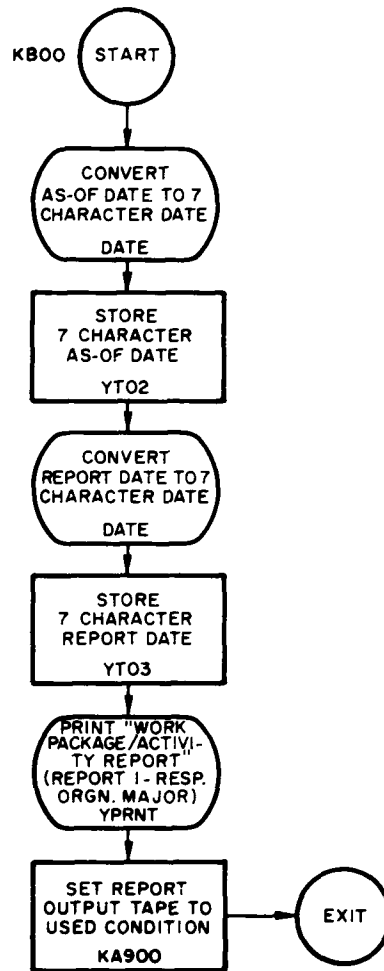 KB00
START
CONVERT
AS-OF DATE TO 7
CHARACTER DATE
DATE
STORE
7 CHARACTER
AS-OF DATE
YT02
CONVERT
REPORT DATE TO 7
CHARACTER DATE
DATE
STORE
7 CHARACTER
REPORT DATE
YT03
PRINT "WORK
PACKAGE/ACTIVI-
TY REPORT"
(REPORT I - RESP.
ORGN. MAJOR)
YPRNT
SET REPORT
OUTPUT TAPE TO
USED CONDITION
KA900
EXIT